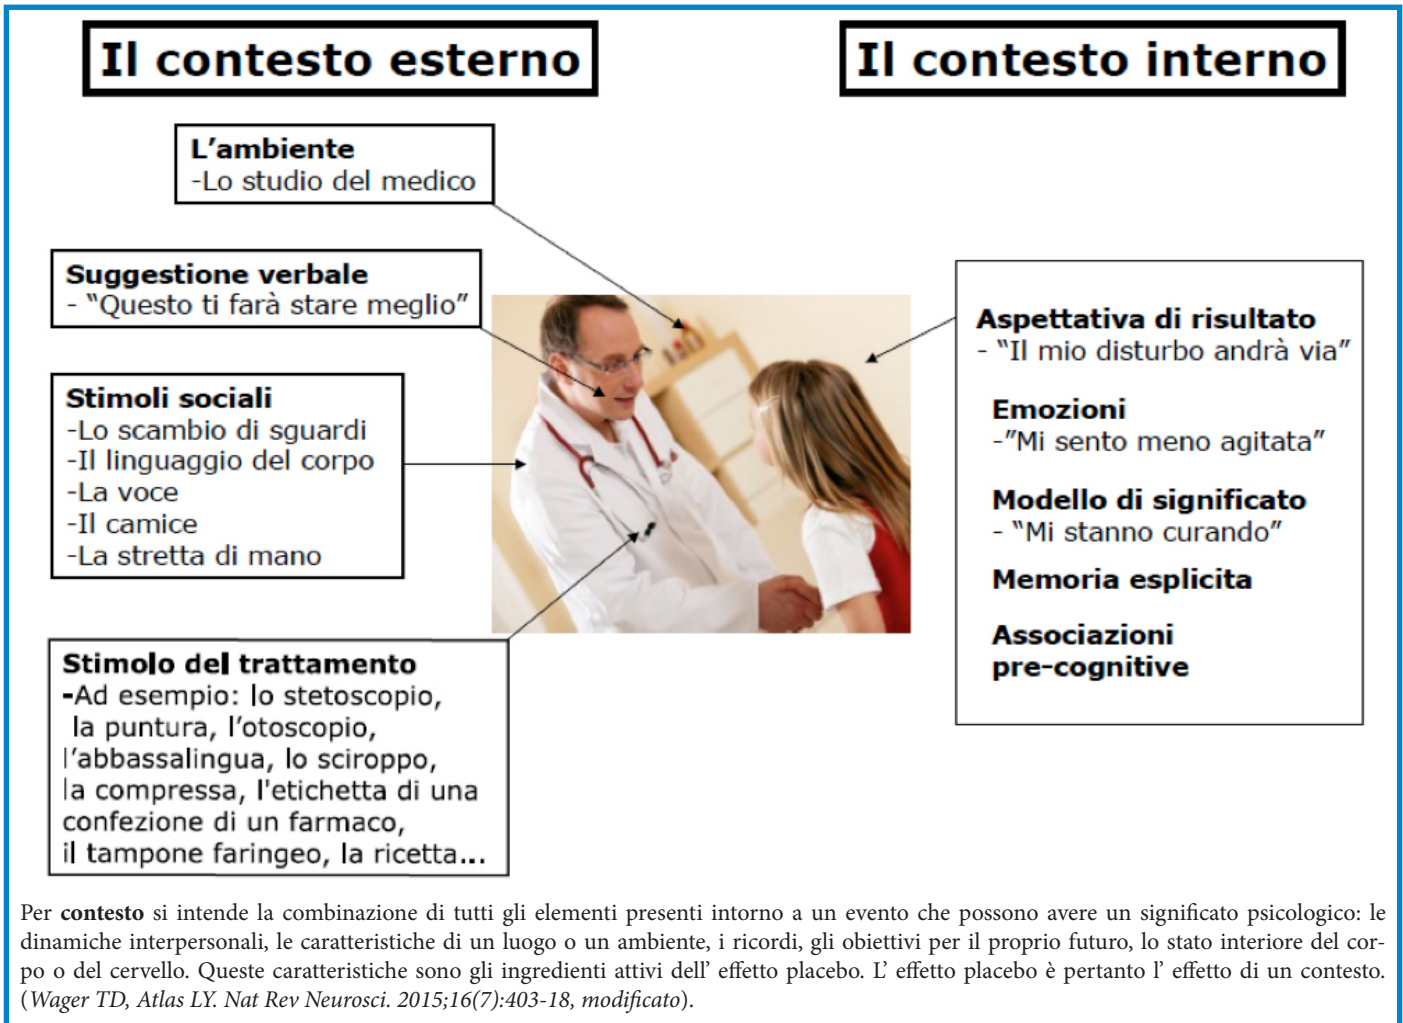 Il contesto esterno
Il contesto interno
L’ambiente
-Lo studio del medico
Suggestione verbale
- “Questo ti farà stare meglio”
Stimoli sociali
-Lo scambio di sguardi
-Il linguaggio del corpo
-La voce
-Il camice
-La stretta di mano
Stimolo del trattamento
-Ad esempio: lo stetoscopio,
la puntura, l’otoscopio,
l’abbassalingua, lo sciroppo,
la compressa, l'etichetta di una
confezione di un farmaco,
il tampone faringeo, la ricetta...
Aspettativa di risultato
- “Il mio disturbo andrà via”
Emozioni
-”Mi sento meno agitata”
Modello di significato
- “Mi stanno curando”
Memoria esplicita
Associazioni
pre-cognitive
Per contesto si intende la combinazione di tutti gli elementi presenti intorno a un evento che possono avere un significato psicologico: le
dinamiche interpersonali, le caratteristiche di un luogo o un ambiente, i ricordi, gli obiettivi per il proprio futuro, lo stato interiore del cor-
po o del cervello. Queste caratteristiche sono gli ingredienti attivi dell’ effetto placebo. L’ effetto placebo è pertanto l’ effetto di un contesto.
(Wager TD, Atlas LY. Nat Rev Neurosci. 2015;16(7):403-18, modificato).